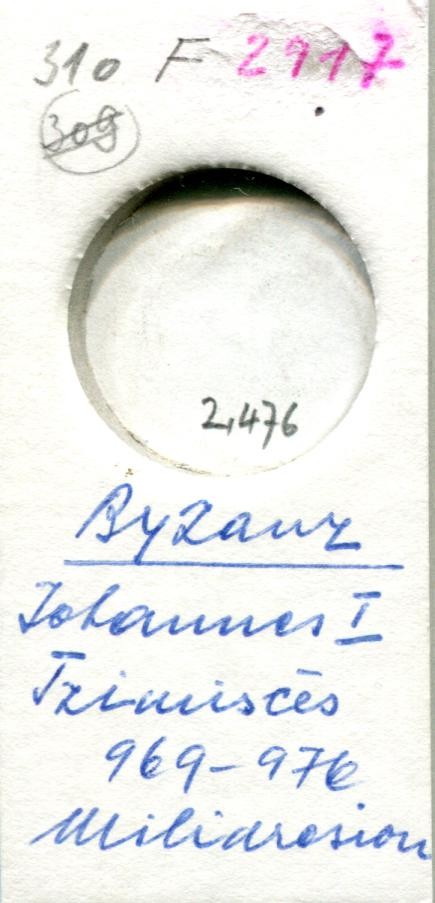 310 F 2917
309
2,476
Byzanz
Johannes I
Tzimiscēs
969-976
Miliaresion